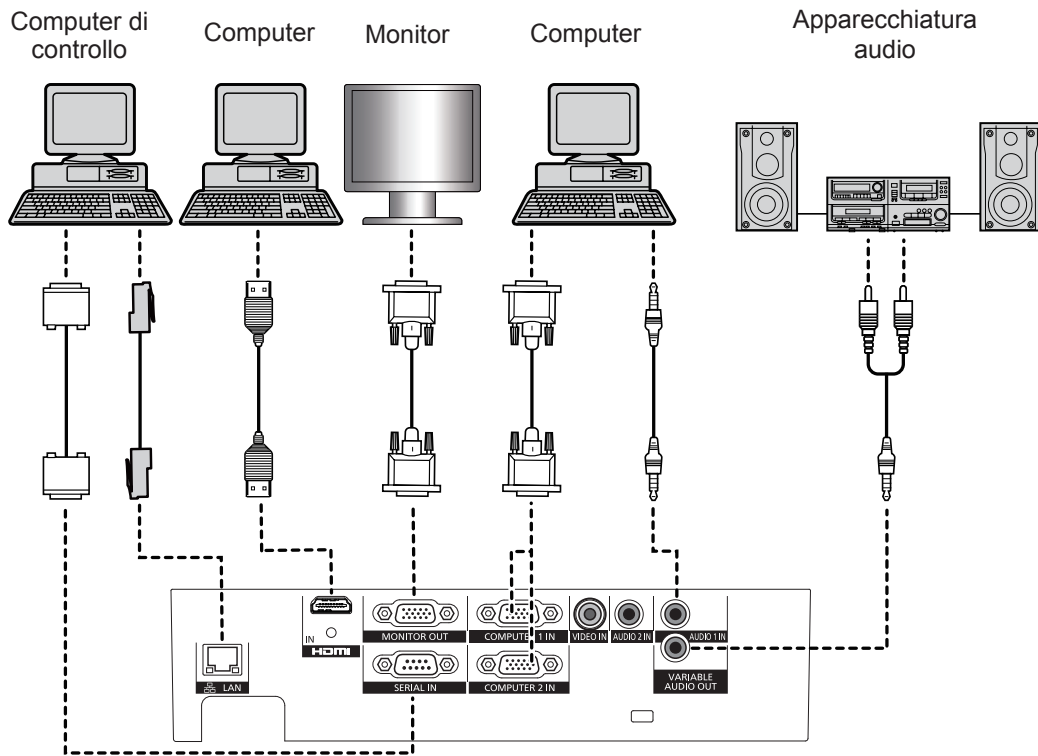 Computer di
controllo
Computer
Monitor
Computer
Apparecchiatura
audio
IN
HDMI
MONITOR OUT
COMPUTE 1 IN
VIDEO IN
AUDIO 2 IN
AUDIO 1 IN
LAN
SERIAL IN
COMPUTER 2 IN
VARIABLE
AUDIO OUT